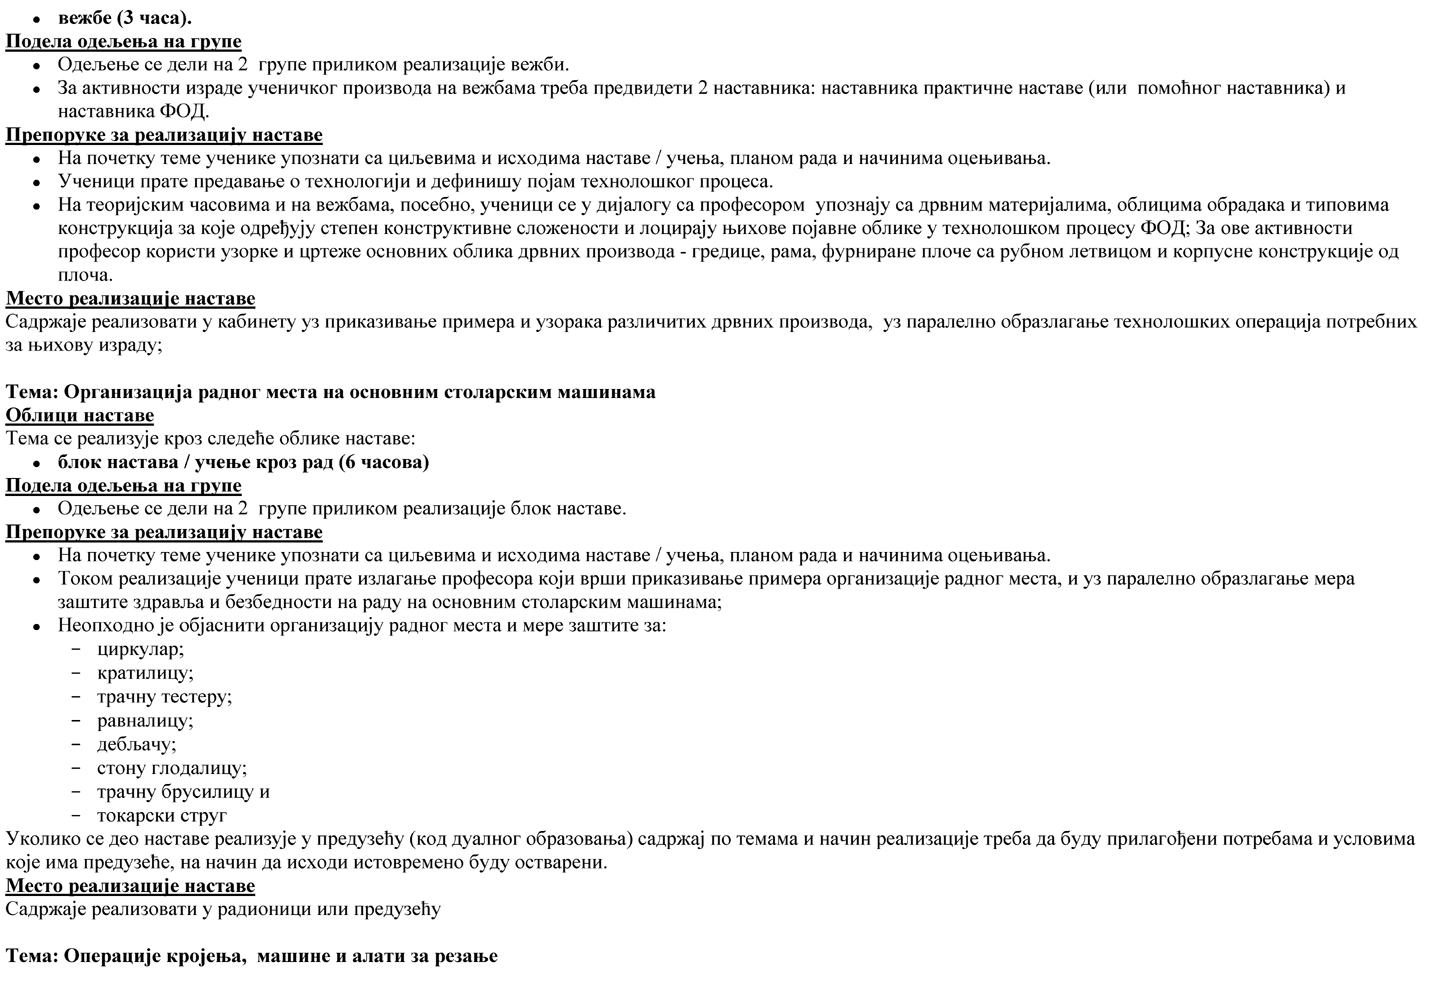 ● вежбе (3 часа).
Подела одељења на групе
● Одељење се дели на 2  групе приликом реализације вежби.
● За активности израде ученичког производа на вежбама треба предвидети 2 наставника: наставника практичне наставе (или  помоћног наставника) и
наставника ФОД.
Препоруке за реализацију наставе
● На почетку теме ученике упознати са циљевима и исходима наставе / учења, планом рада и начинима оцењивања.
● Ученици прате предавање о технологији и дефинишу појам технолошког процеса.
● На теоријским часовима и на вежбама, посебно, ученици се у дијалогу са професором  упознају са дрвним материјалима, облицима обрадака и типовима
конструкција за које одређују степен конструктивне сложености и лоцирају њихове појавне облике у технолошком процесу ФОД; За ове активности
професор користи узорке и цртеже основних облика дрвних производа - гредице, рама, фурниране плоче са рубном летвицом и корпусне конструкције од
плоча.
Место реализације наставе
Садржаје реализовати у кабинету уз приказивање примера и узорака различитих дрвних производа,  уз паралелно образлагање технолошких операција потребних
за њихову израду;
Тема: Организација радног места на основним столарским машинама
Облици наставе
Тема се реализује кроз следеће облике наставе:
● блок настава / учење кроз рад (6 часова)
Подела одељења на групе
● Одељење се дели на 2  групе приликом реализације блок наставе.
Препоруке за реализацију наставе
● На почетку теме ученике упознати са циљевима и исходима наставе / учења, планом рада и начинима оцењивања.
● Током реализације ученици прате излагање професора који врши приказивање примера организације радног места, и уз паралелно образлагање мера
заштите здравља и безбедности на раду на основним столарским машинама;
● Неопходно је објаснити организацију радног места и мере заштите за:
− циркулар;
− кратилицу;
− трачну тестеру;
− равналицу;
− дебљачу;
− стону глодалицу;
− трачну брусилицу и
− токарски струг
Уколико се део наставе реализује у предузећу (код дуалног образовања) садржај по темама и начин реализације треба да буду прилагођени потребама и условима
које има предузеће, на начин да исходи истовремено буду остварени.
Место реализације наставе
Садржаје реализовати у радионици или предузећу
Тема: Операције кројења,  машине и алати за резање